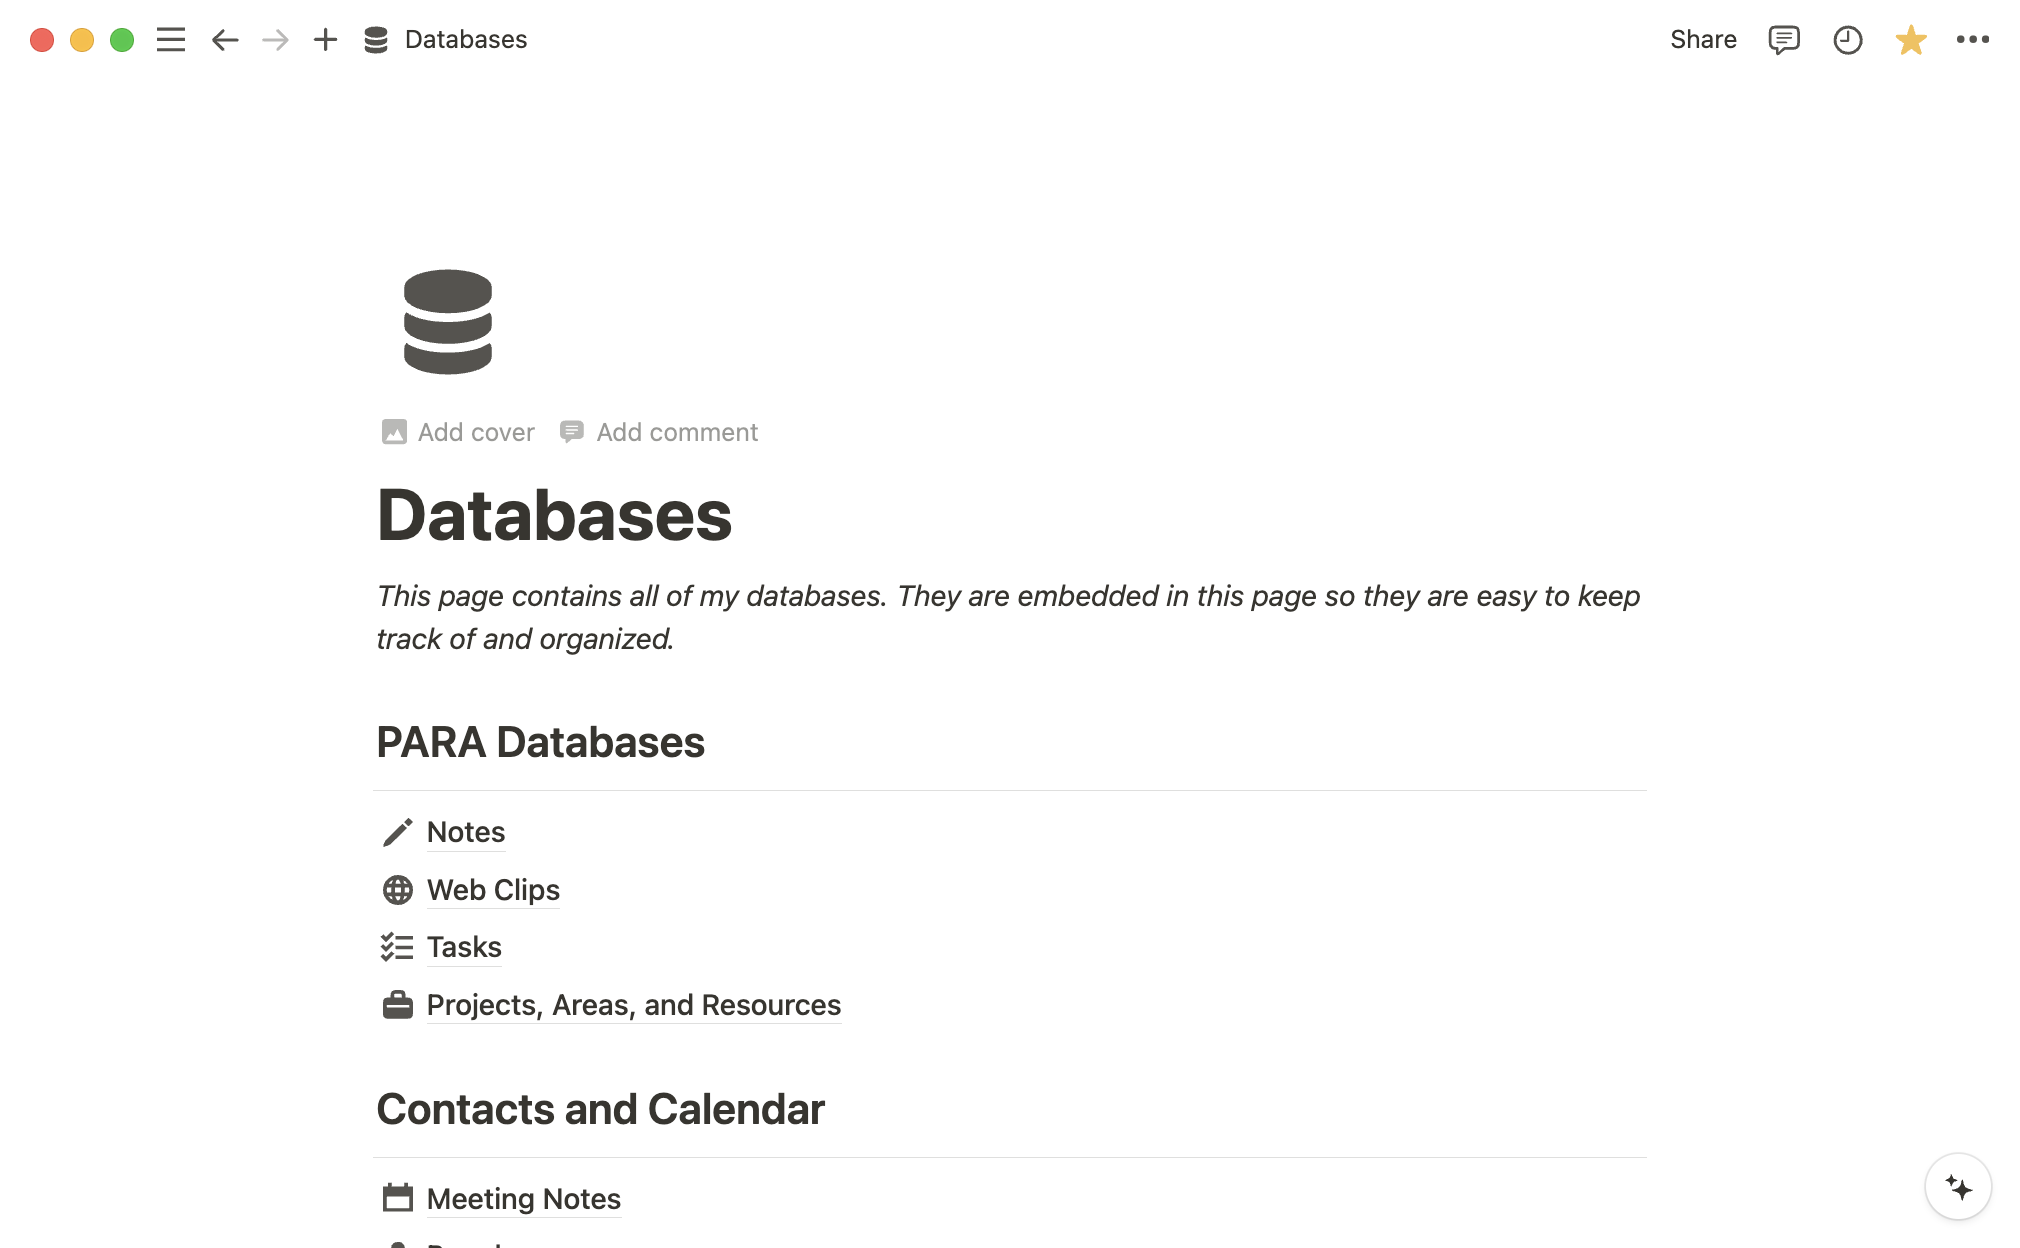 Databases
Share
Add cover
Add comment
Databases
This page contains all of my databases. They are embedded in this page so they are easy to keep
track of and organized.
PARA Databases
Notes
Web Clips
Tasks
Projects, Areas, and Resources
Contacts and Calendar
Meeting Notes